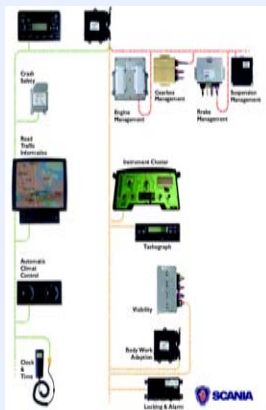 Crash
Safety
Engine
Management
Gearbox
Management
Brake
Management
Suspension
Management
Road
Traffic
Informatics
Instrument Cluster
Tachograph
Automatic
Climat
Control
Visibility
Body Work
Adaption
Clock
&
Time
Locking & Alarm
SCANIA